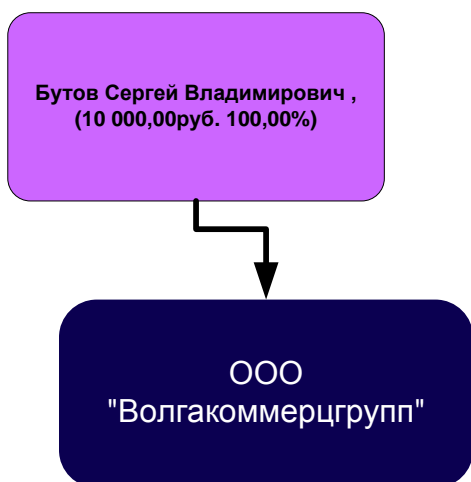 Бутов Сергей Владимирович ,
(10 000,00руб. 100,00%)
ООО
"Волгакоммерцгрупп"